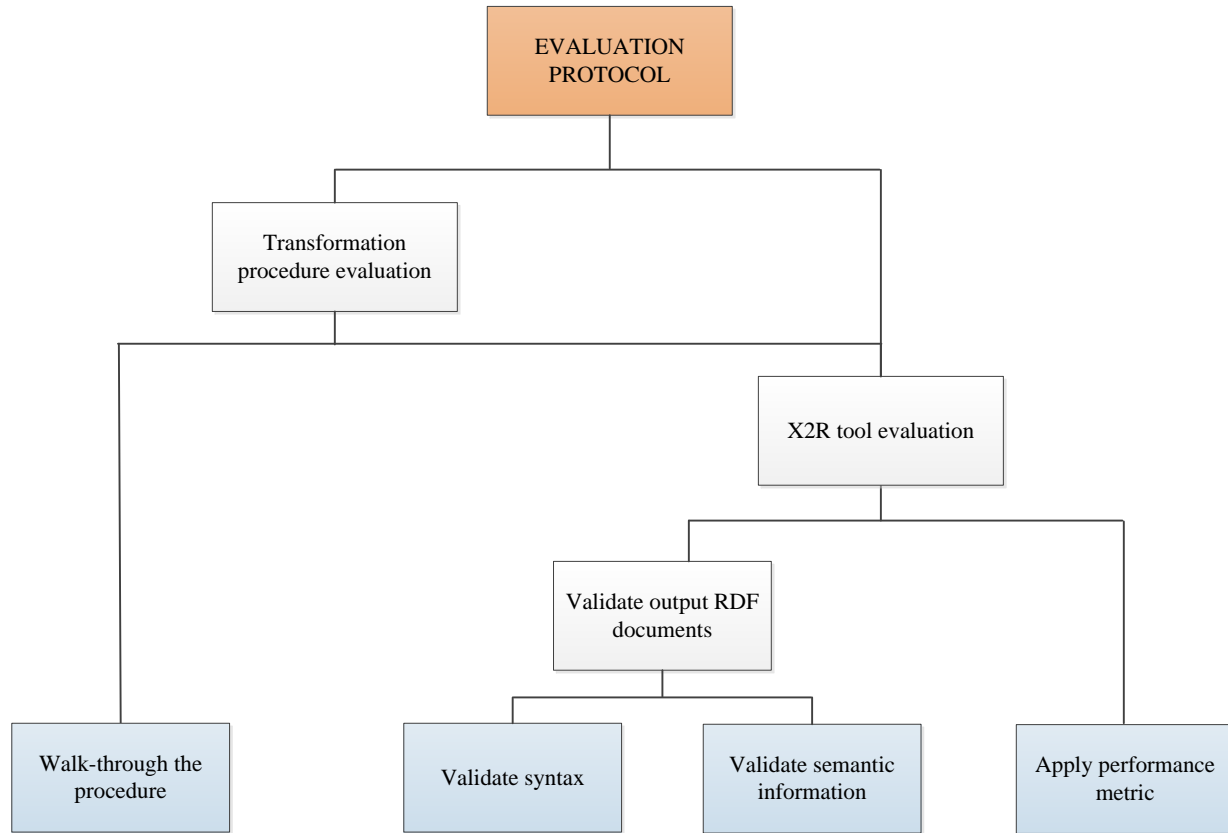 EVALUATION
PROTOCOL
Transformation
procedure evaluation
X2R tool evaluation
Validate output RDF
documents
Walk-through the
procedure
Validate syntax
Validate semantic
information
Apply performance
metric